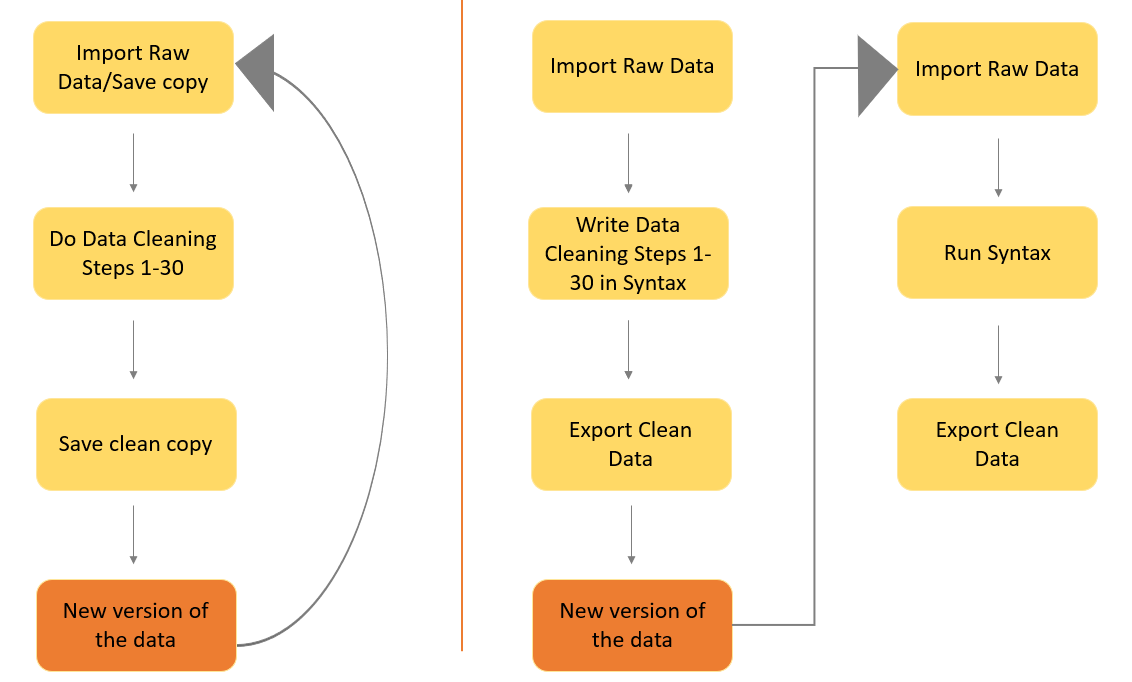 Import Raw
Data/Save copy
Do Data Cleaning
Steps 1-30
Save clean copy
New version of
the data
Import Raw Data
Write Data
Cleaning Steps 1-
30 in Syntax
Export Clean
Data
New version of
the data
Import Raw Data
Run Syntax
Export Clean
Data